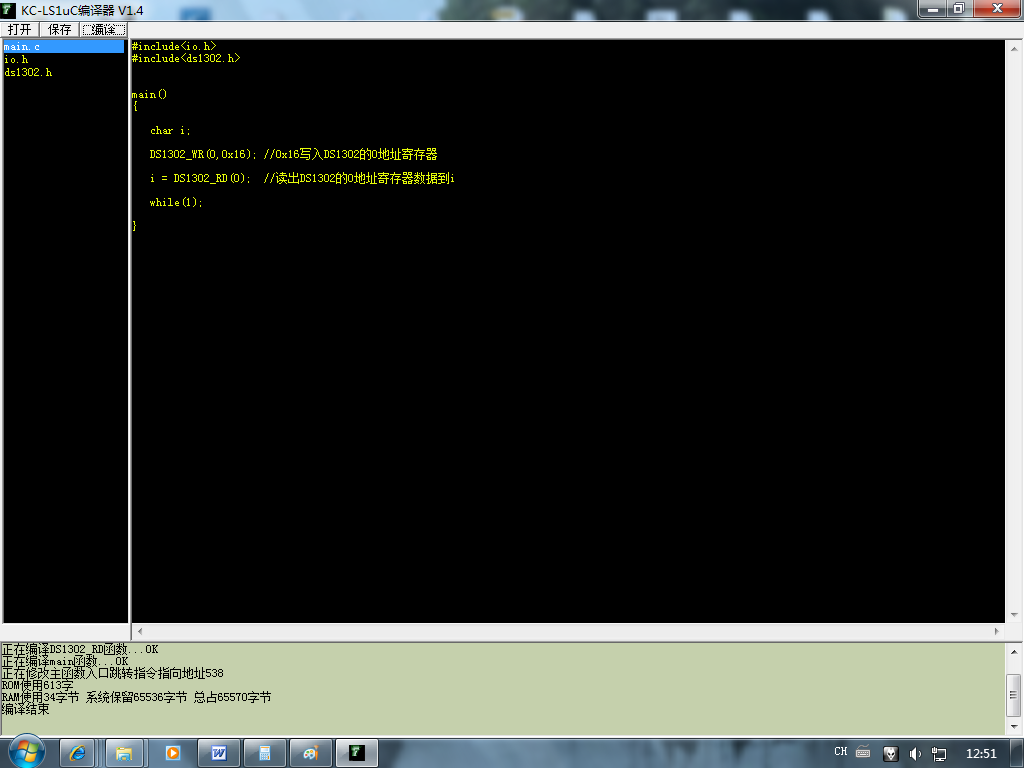 KC-LS1uC编译器 V1.4
打开 保存 编译
main.c
io.h
ds1302.h
#include<io.h>
#include<ds1302.h>
main()
{
char i;
DS1302_WR(0,0x16); //0x16写入DS1302的0地址寄存器
i = DS1302_RD(0); //读出DS1302的0地址寄存器数据到i
while(1);
}
正在编译DS1302_RD函数...OK
正在编译main函数...OK
正在修改主函数入口跳转指令指向地址538
ROM使用613字
RAM使用34字节 系统保留65536字节 总占65570字节
编译结束
CH 12:51